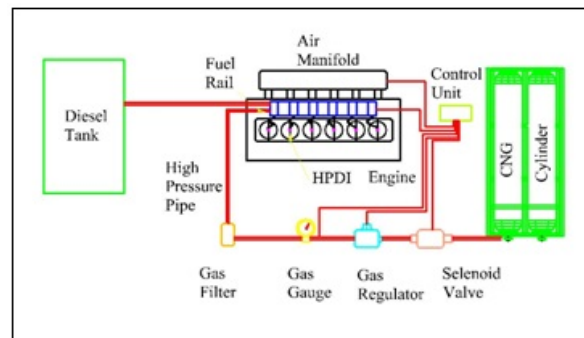 Air
Manifold
Fuel
Rail
Control
Unit
Diesel
Tank
CNG
Cylinder
High
Pressure
Pipe
HPDI
Engine
Gas
Filter
Gas
Gauge
Gas
Regulator
Selenoid
Valve